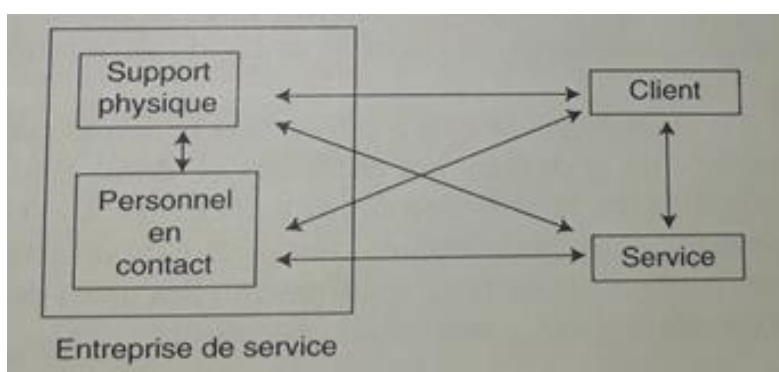 Support
physique
Client
Personnel
en
contact
Service
Entreprise de service